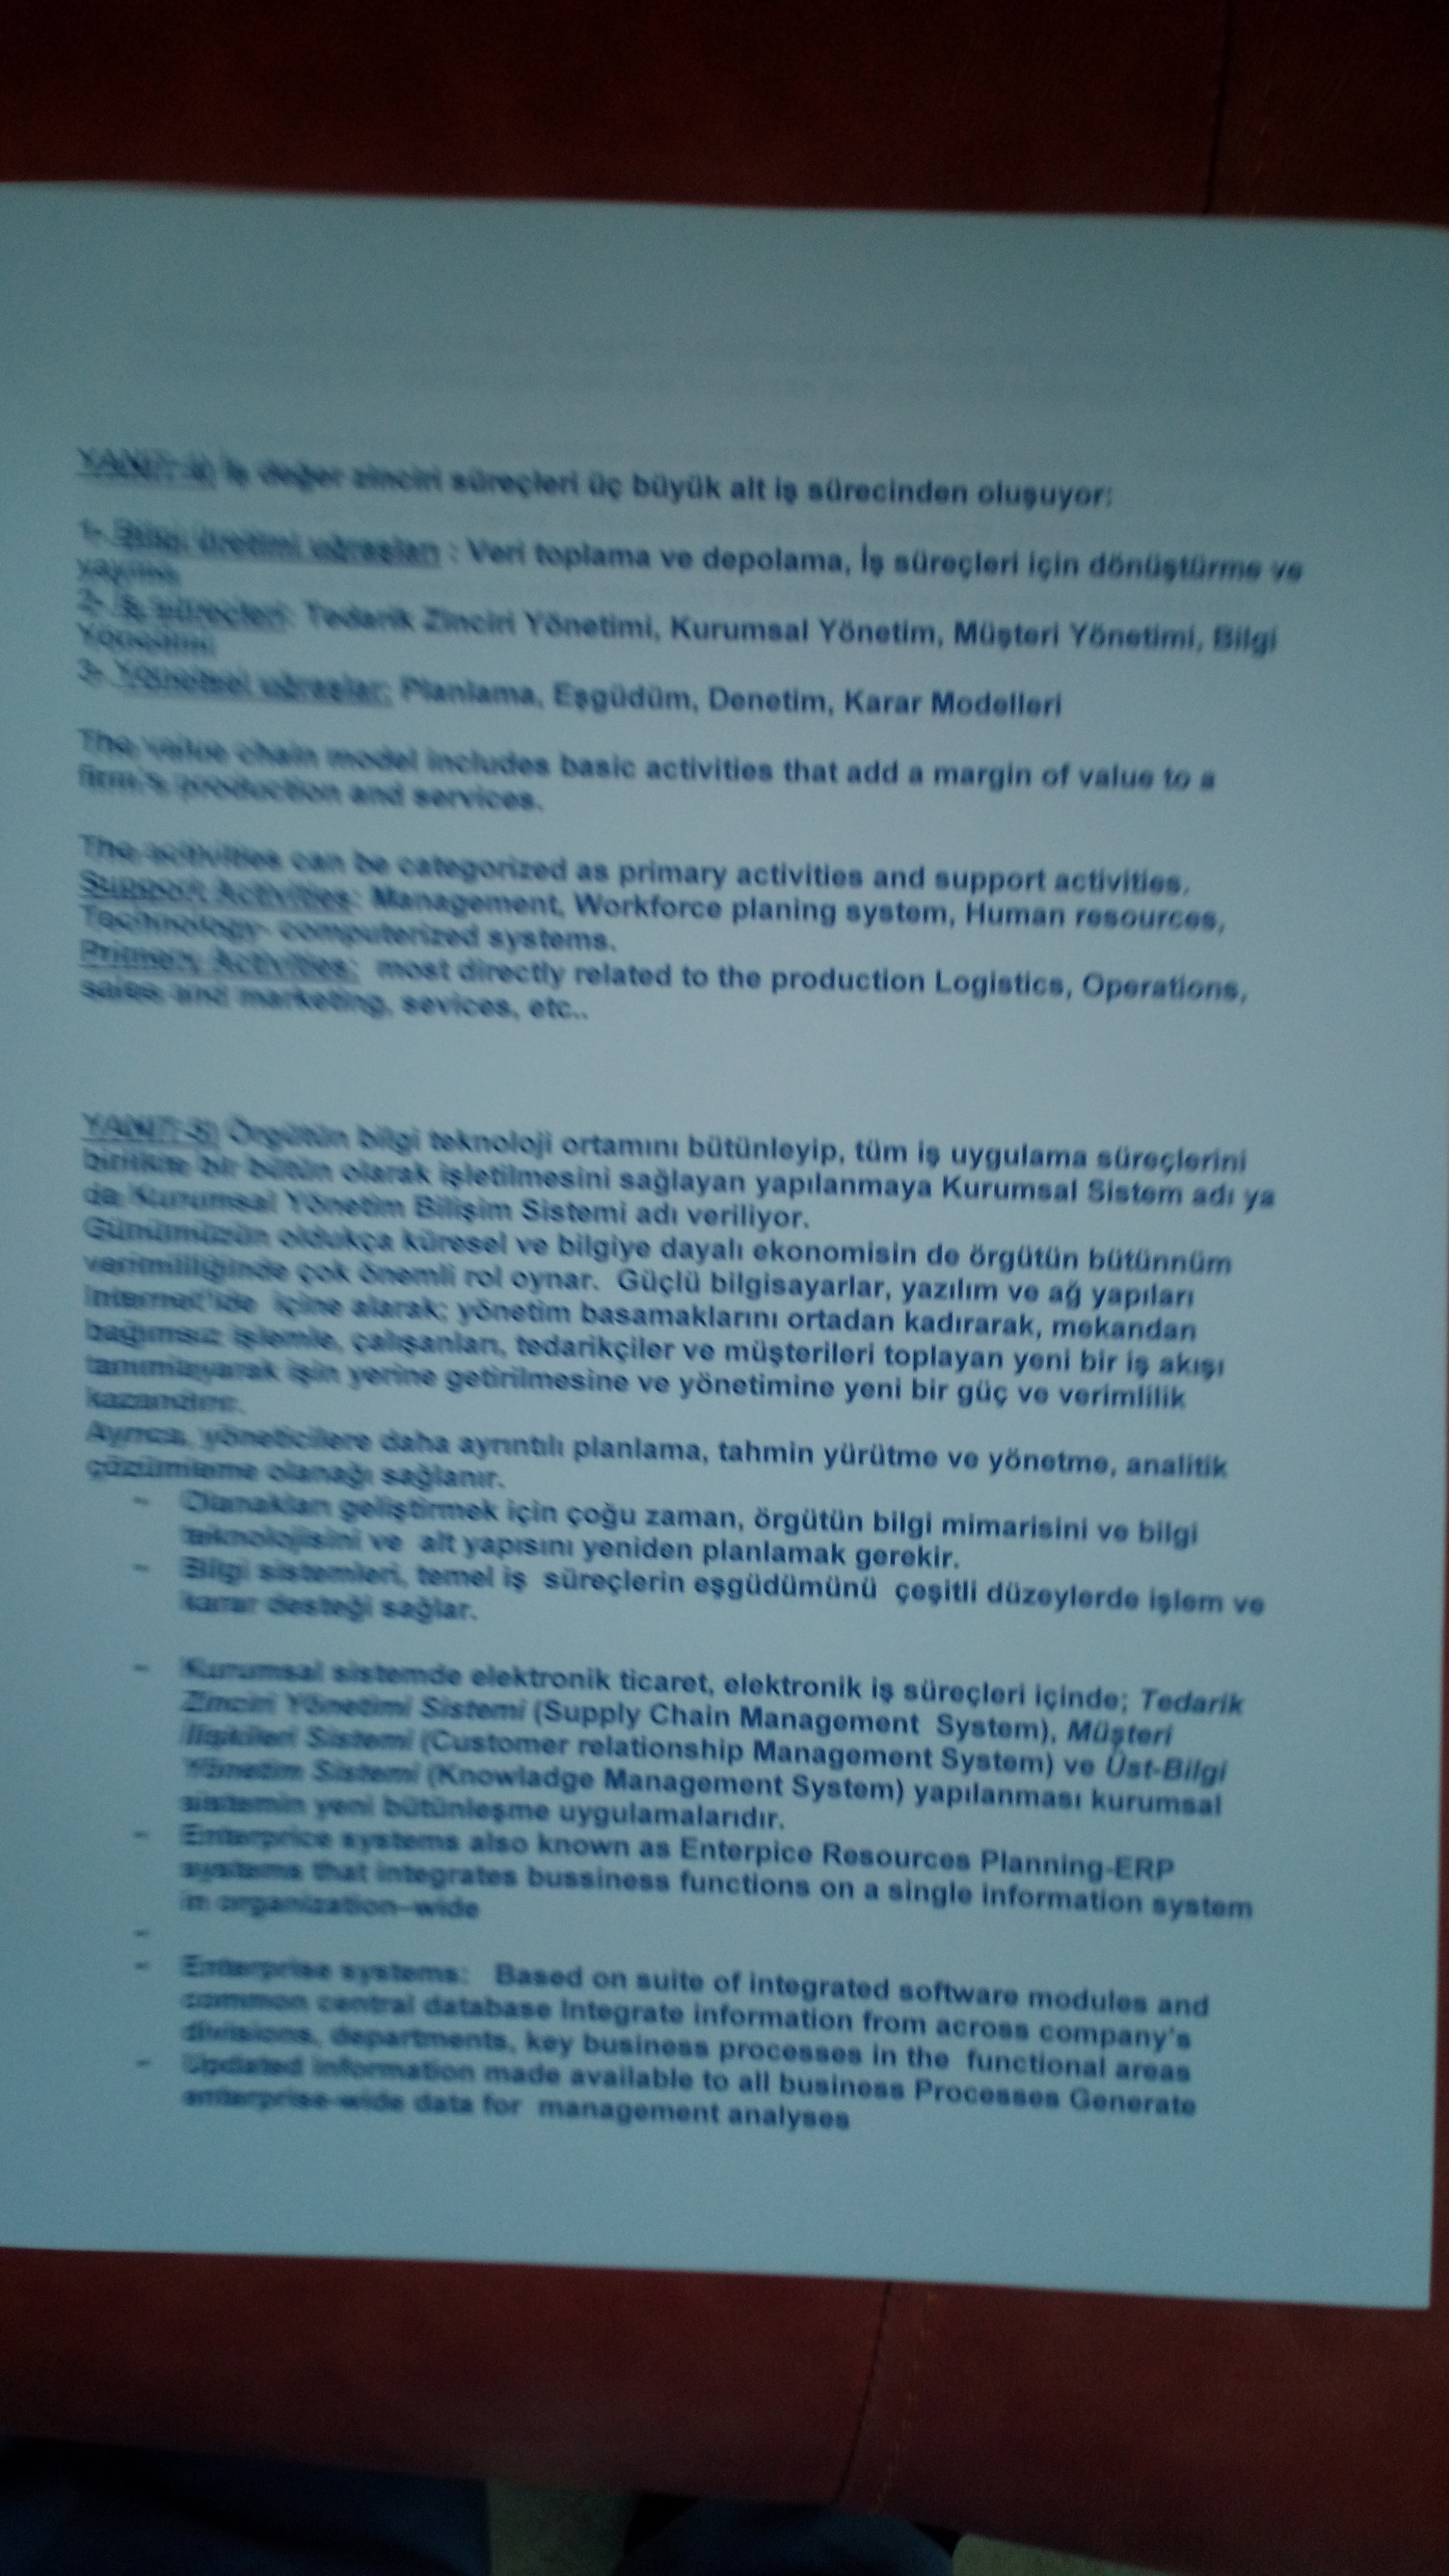 YANIT-4) İş değer zinciri süreçleri üç büyük alt iş sürecinden oluşuyor:
1- Bilgi üretimi uğraşları : Veri toplama ve depolama, İş süreçleri için dönüştürme ve
yayımı
2- İş süreçleri: Tedarik Zinciri Yönetimi, Kurumsal Yönetim, Müşteri Yönetimi, Bilgi
Yönetimi
3- Yönetsel uğraşlar: Planlama, Eşgüdüm, Denetim, Karar Modelleri
The value chain model includes basic activities that add a margin of value to a
firm's production and services.
The activities can be categorized as primary activities and support activities.
Support Activities: Management, Workforce planing system, Human resources,
Technology- computerized systems.
Primery Activities: most directly related to the production Logistics, Operations,
sales and marketing, sevices, etc..
YANIT-5) Örgütün bilgi teknoloji ortamını bütünleyip, tüm iş uygulama süreçlerini
birlikte bir bütün olarak işletilmesini sağlayan yapılanmaya Kurumsal Sistem adı ya
da Kurumsal Yönetim Bilişim Sistemi adı veriliyor.
Günümüzün oldukça küresel ve bilgiye dayalı ekonomisin de örgütün bütünnüm
verimliliğinde çok önemli rol oynar. Güçlü bilgisayarlar, yazılım ve ağ yapıları
Internet'ide içine alarak; yönetim basamaklarını ortadan kadırarak, mekandan
bağımsız işlemle, çalışanları, tedarikçiler ve müşterileri toplayan yeni bir iş akışı
tanımlayarak işin yerine getirilmesine ve yönetimine yeni bir güç ve verimlilik
kazandırır.
Ayrıca, yöneticilere daha ayrıntılı planlama, tahmin yürütme ve yönetme, analitik
çözümleme olanağı sağlanır.
- Olanakları geliştirmek için çoğu zaman, örgütün bilgi mimarisini ve bilgi
teknolojisini ve alt yapısını yeniden planlamak gerekir.
- Bilgi sistemleri, temel iş süreçlerin eşgüdümünü çeşitli düzeylerde işlem ve
karar desteği sağlar.
- Kurumsal sistemde elektronik ticaret, elektronik iş süreçleri içinde; Tedarik
Zinciri Yönetimi Sistemi (Supply Chain Management System), Müşteri
İlişkileri Sistemi (Customer relationship Management System) ve Üst-Bilgi
Yönetim Sistemi (Knowladge Management System) yapılanması kurumsal
sistemin yeni bütünleşme uygulamalarıdır.
- Enterprice systems also known as Enterpice Resources Planning-ERP
systems that integrates bussiness functions on a single information system
in organization–wide
-
- Enterprise systems: Based on suite of integrated software modules and
common central database Integrate information from across company's
divisions, departments, key business processes in the functional areas
- Updated information made available to all business Processes Generate
enterprise-wide data for management analyses